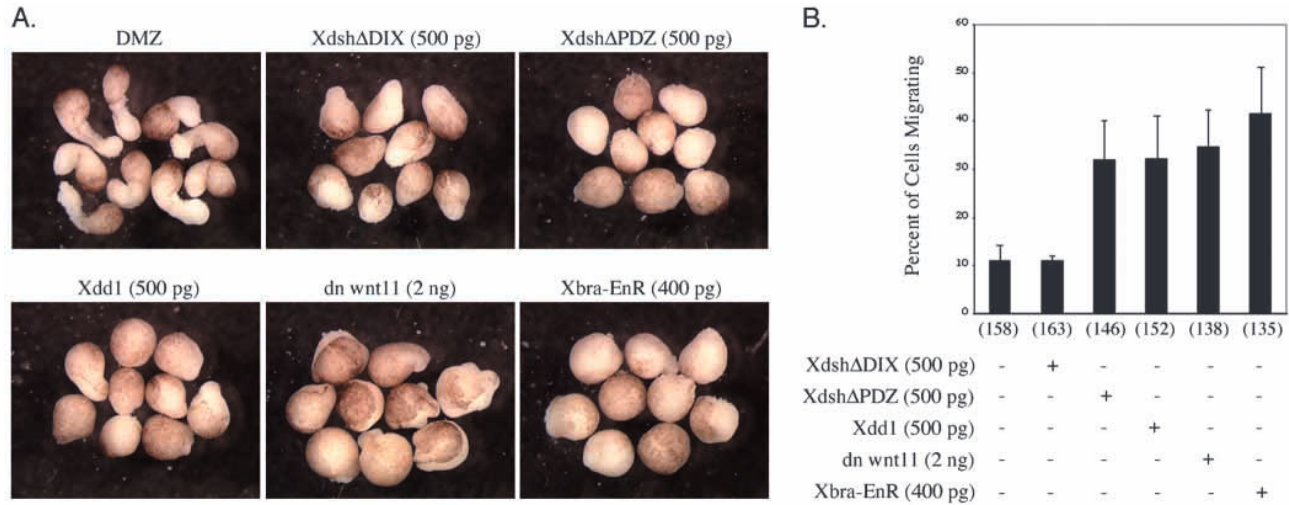 A.
DMZ
XdshΔDIX (500 pg)
XdshΔPDZ (500 pg)
Xdd1 (500 pg)
dn wnt11 (2 ng)
Xbra-EnR (400 pg)
B.
Percent of Cells Migrating
60
50
40
30
20
10
0
(158) (163) (146) (152) (138) (135)
XdshΔDIX (500 pg) - + - - - -
XdshΔPDZ (500 pg) - - + - - -
Xdd1 (500 pg) - - - + - -
dn wnt11 (2 ng) - - - - + -
Xbra-EnR (400 pg) - - - - - +